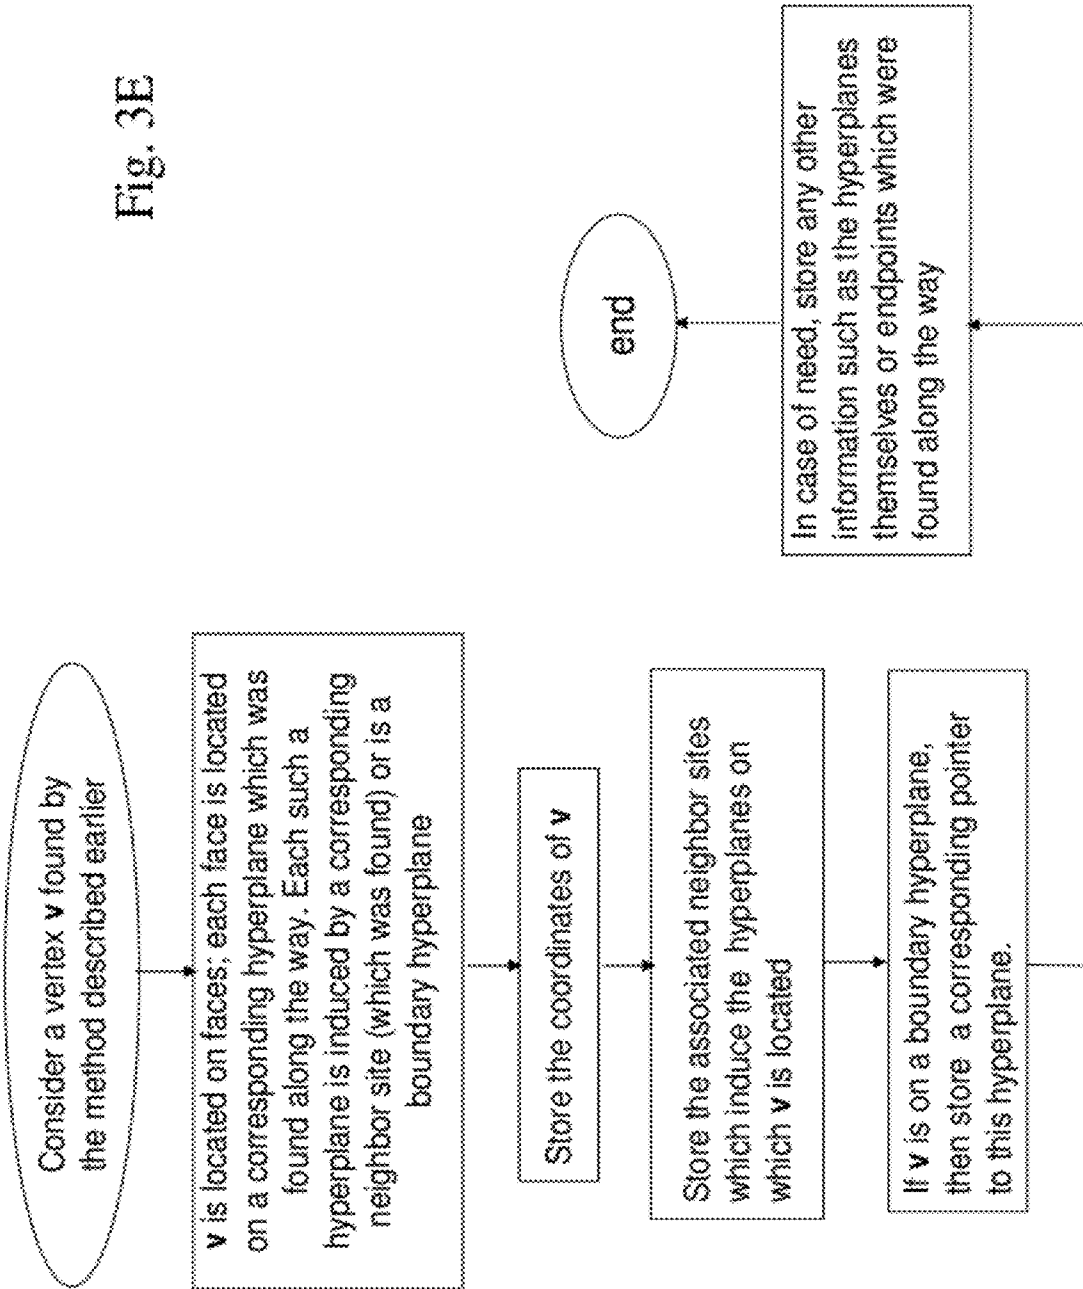 Fig. 3E
Consider a vertex v found by
the method described earlier
v is located on faces; each face is located
on a corresponding hyperplane which was
found along the way. Each such a
hyperplane is induced by a corresponding
neighbor site (which was found) or is a
boundary hyperplane
Store the coordinates of v
Store the associated neighbor sites
which induce the hyperplanes on
which v is located
If v is on a boundary hyperplane,
then store a corresponding pointer
to this hyperplane.
In case of need, store any other
information such as the hyperplanes
themselves or endpoints which were
found along the way
end